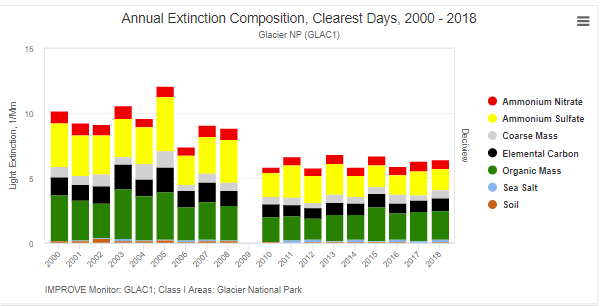 Annual Extinction Composition, Clearest Days, 2000 - 2018
Glacier NP (GLAC1)
15
10
5
0
Light Extinction, 1/Mm
Deciview
2000 2001 2002 2003 2004 2005 2006 2007 2008 2009 2010 2011 2012 2013 2014 2015 2016 2017 2018
Ammonium Nitrate
Ammonium Sulfate
Coarse Mass
Elemental Carbon
Organic Mass
Sea Salt
Soil
IMPROVE Monitor: GLAC1; Class I Areas: Glacier National Park